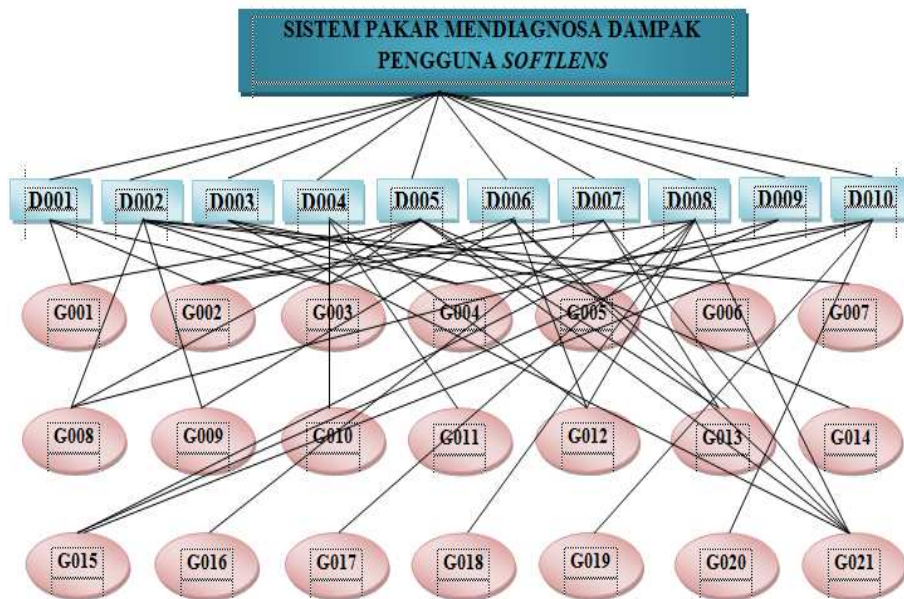 SISTEM PAKAR MENDIAGNOSA DAMPAK
PENGGUNA SOFTLENS
D001 D002 D003 D004 D005 D006 D007 D008 D009 D010
G001 G002 G003 G004 G005 G006 G007
G008 G009 G010 G011 G012 G013 G014
G015 G016 G017 G018 G019 G020 G021